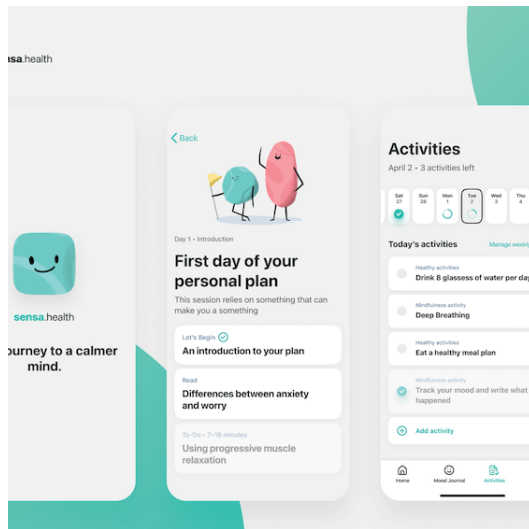 nsa.health
sensa.health
ourney to a calmer
mind.
Back
Day 1 • Introduction
First day of your
personal plan
This session relies on something that can
make you a something
Let's Begin
An introduction to your plan
Read
Differences between anxiety
and worry
To-Do • 7-16 minutes
Using progressive muscle
relaxation
Activities
April 2 • 3 activities left
Sat Sun Mon Tue Wed Thu
27 28 1 2 3 4
Today's activities Manage weekly
Healthy activities
Drink 8 glassess of water per day
Mindfulness activity
Deep Breathing
Healthy activities
Eat a healthy meal plan
Mindfulness activity
Track your mood and write what
happened
Add activity
Home Mood Journal Activities